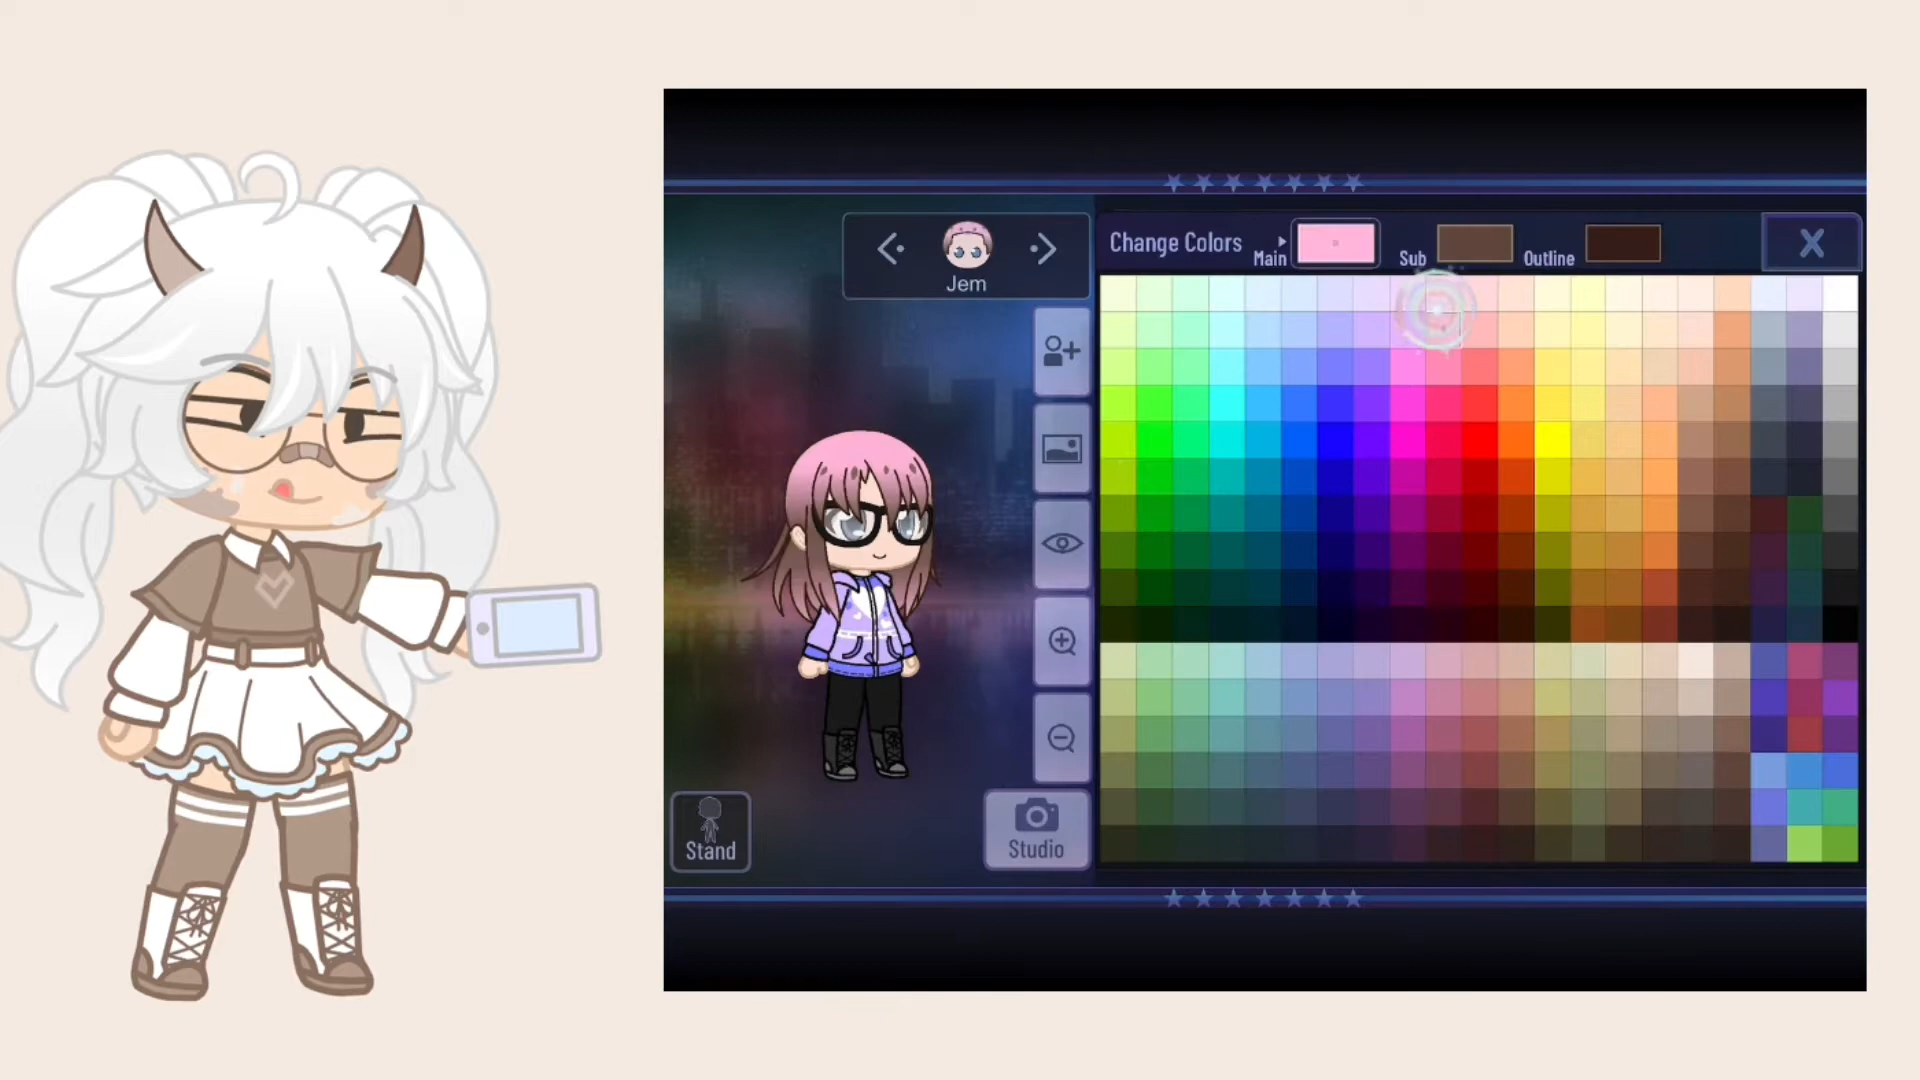 Jem
Change Colors
Main
Sub
Outline
X
Stand
Studio